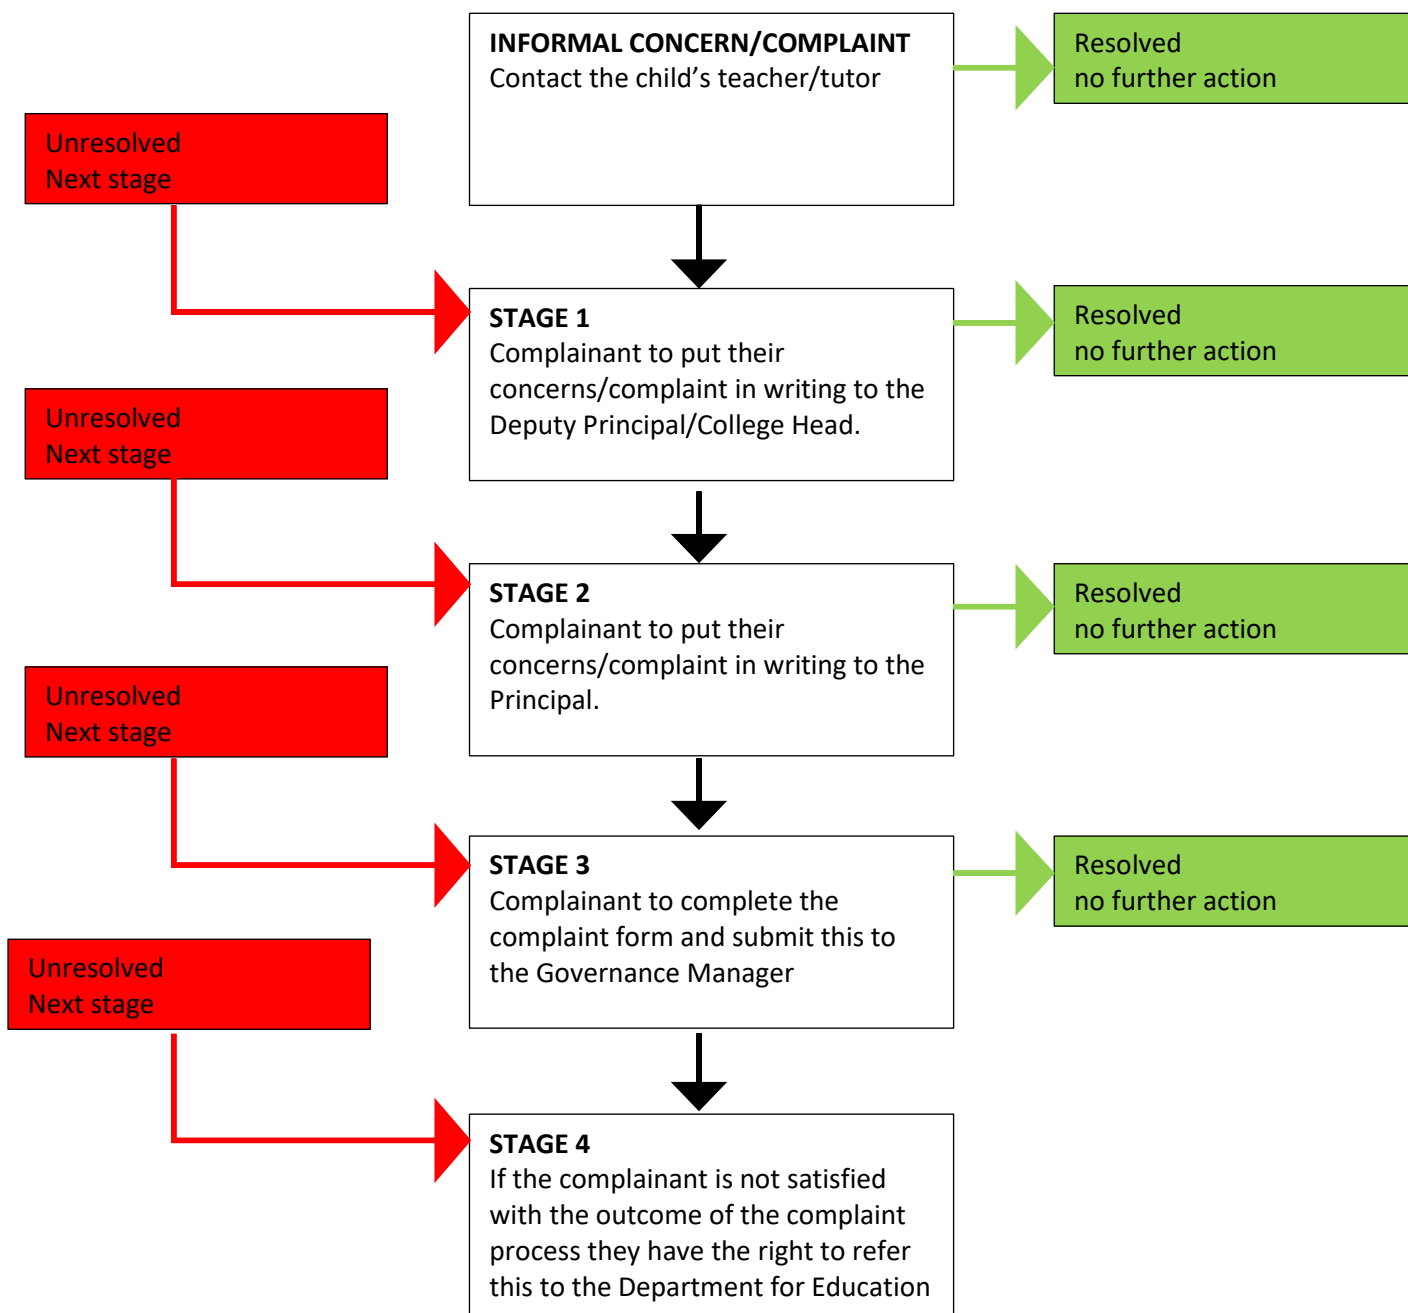 INFORMAL CONCERN/COMPLAINT
Contact the child's teacher/tutor
Resolved
no further action
Unresolved
Next stage
STAGE 1
Complainant to put their
concerns/complaint in writing to the
Deputy Principal/College Head.
Resolved
no further action
Unresolved
Next stage
STAGE 2
Complainant to put their
concerns/complaint in writing to the
Principal.
Resolved
no further action
Unresolved
Next stage
STAGE 3
Complainant to complete the
complaint form and submit this to
the Governance Manager
Resolved
no further action
Unresolved
Next stage
STAGE 4
If the complainant is not satisfied
with the outcome of the complaint
process they have the right to refer
this to the Department for Education